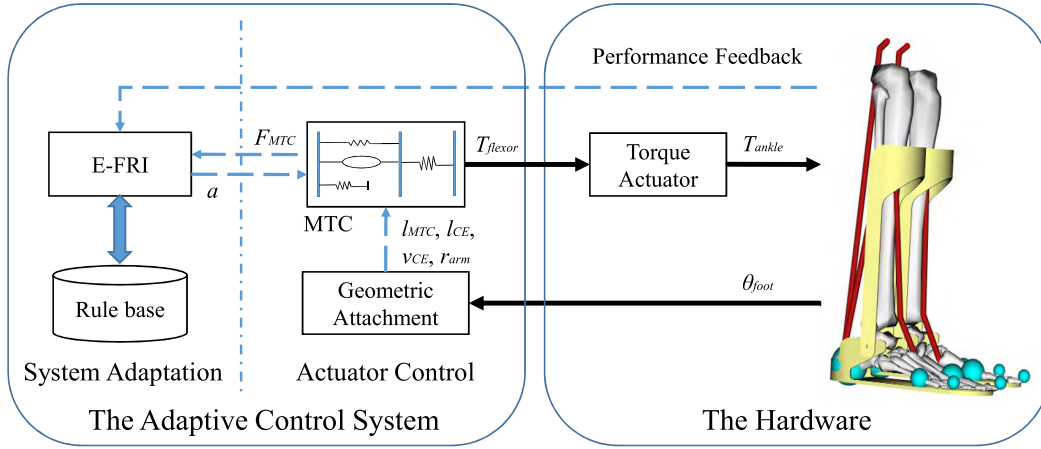 Performance Feedback
E-FRI
F_MTC
a
MTC
T_flexor
Torque
Actuator
T_ankle
l_MTC, l_CE,
v_CE, r_arm
Rule base
Geometric
Attachment
θ_foot
System Adaptation
Actuator Control
The Adaptive Control System
The Hardware